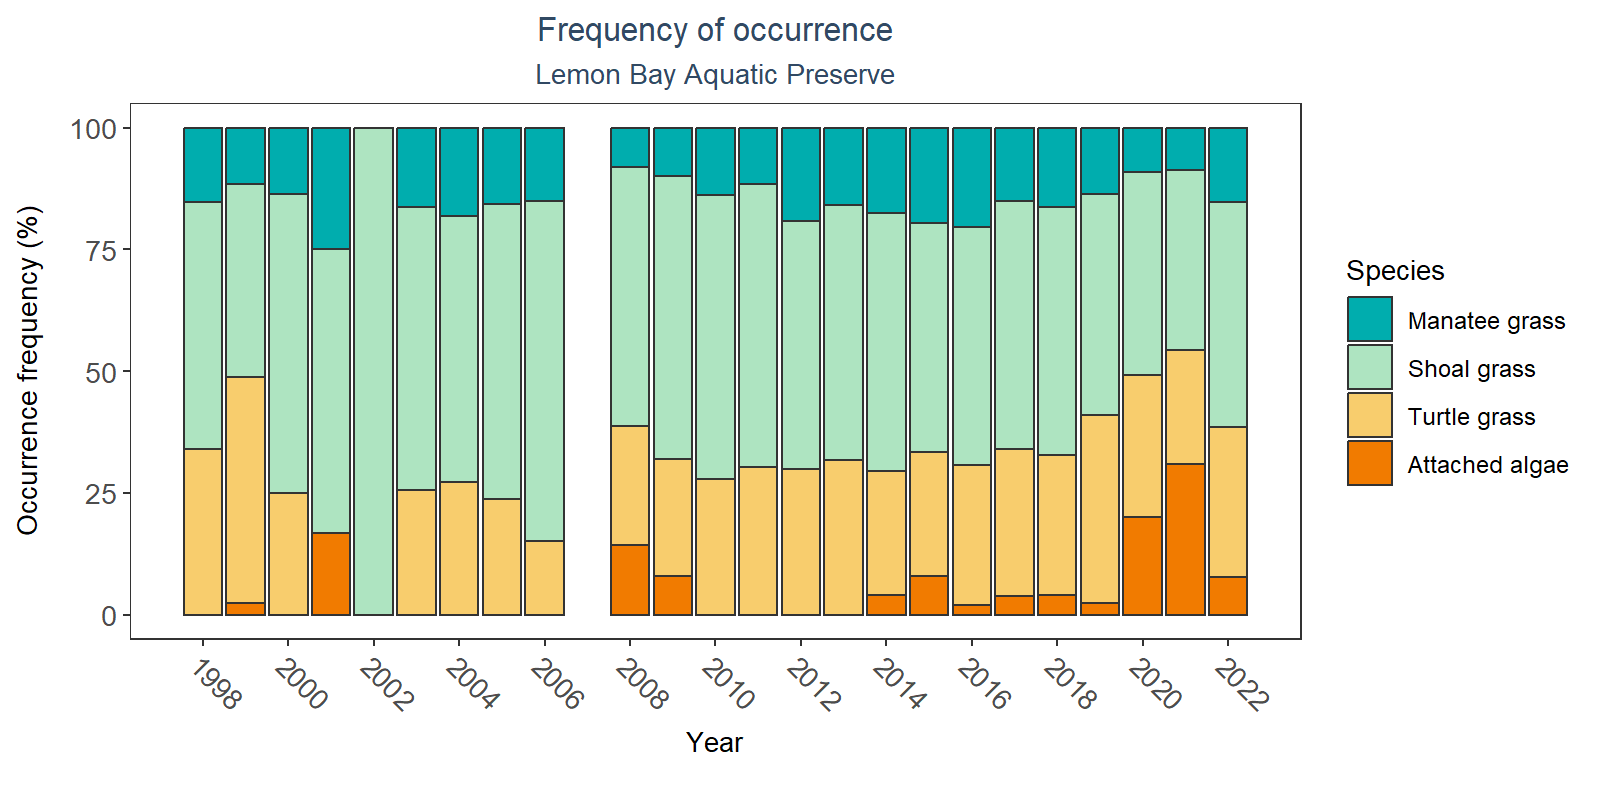 Frequency of occurrence
Lemon Bay Aquatic Preserve
Occurrence frequency (%)
100
75
50
25
0
1998
2000
2002
2004
2006
2008
2010
2012
2014
2016
2018
2020
2022
Year
Species
Manatee grass
Shoal grass
Turtle grass
Attached algae